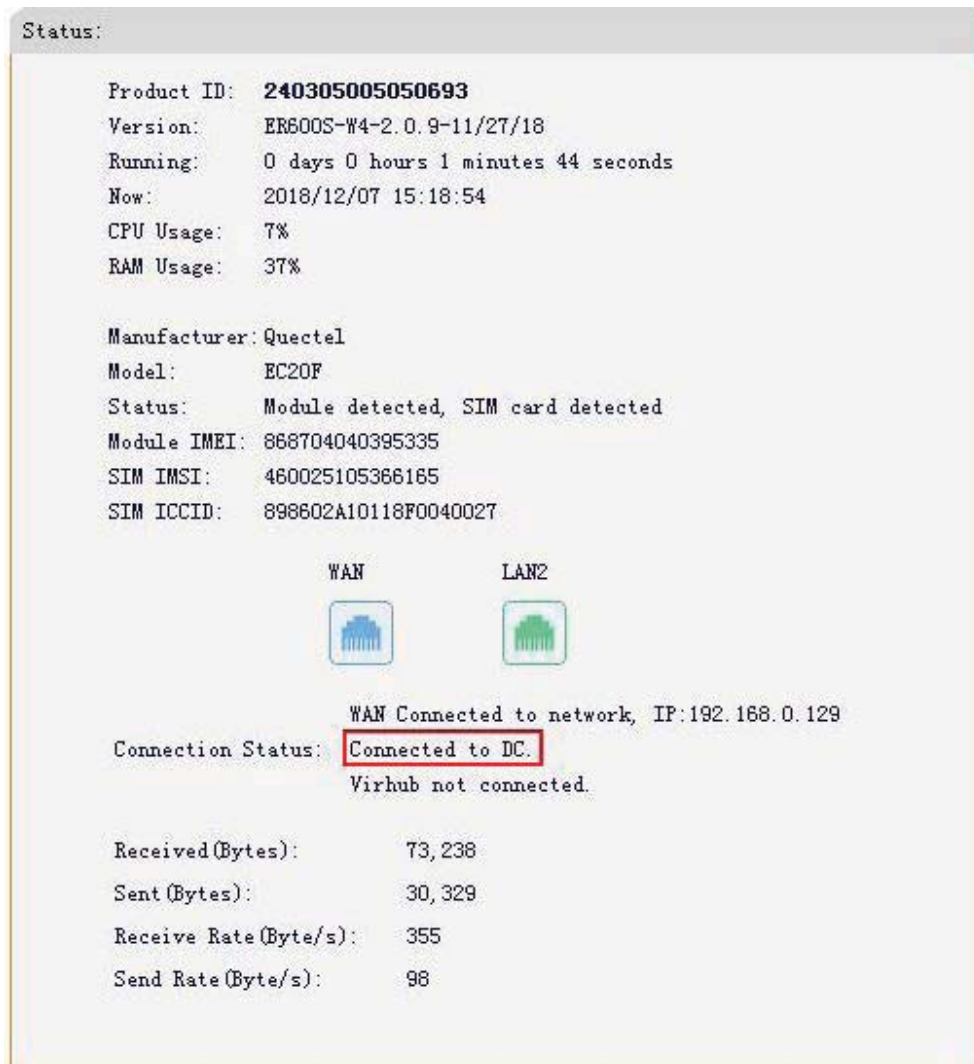 Status:
Product ID: 240305005050693
Version: ER600S-W4-2.0.9-11/27/18
Running: 0 days 0 hours 1 minutes 44 seconds
Now: 2018/12/07 15:18:54
CPU Usage: 7%
RAM Usage: 37%
Manufacturer: Quectel
Model: EC20F
Status: Module detected, SIM card detected
Module IMEI: 868704040395335
SIM IMSI: 460025105366165
SIM ICCID: 898602A10118F0040027
WAN LAN2
WAN Connected to network, IP:192.168.0.129
Connection Status: Connected to DC.
Virhub not connected.
Received(Bytes): 73,238
Sent(Bytes): 30,329
Receive Rate(Byte/s): 355
Send Rate(Byte/s): 98